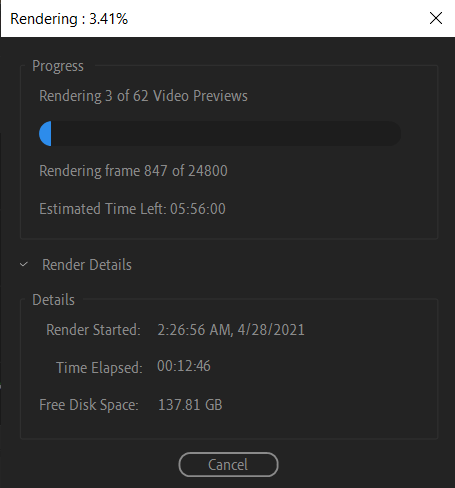 Rendering : 3.41%
Progress
Rendering 3 of 62 Video Previews
Rendering frame 847 of 24800
Estimated Time Left: 05:56:00
Render Details
Details
Render Started: 2:26:56 AM, 4/28/2021
Time Elapsed: 00:12:46
Free Disk Space: 137.81 GB
Cancel